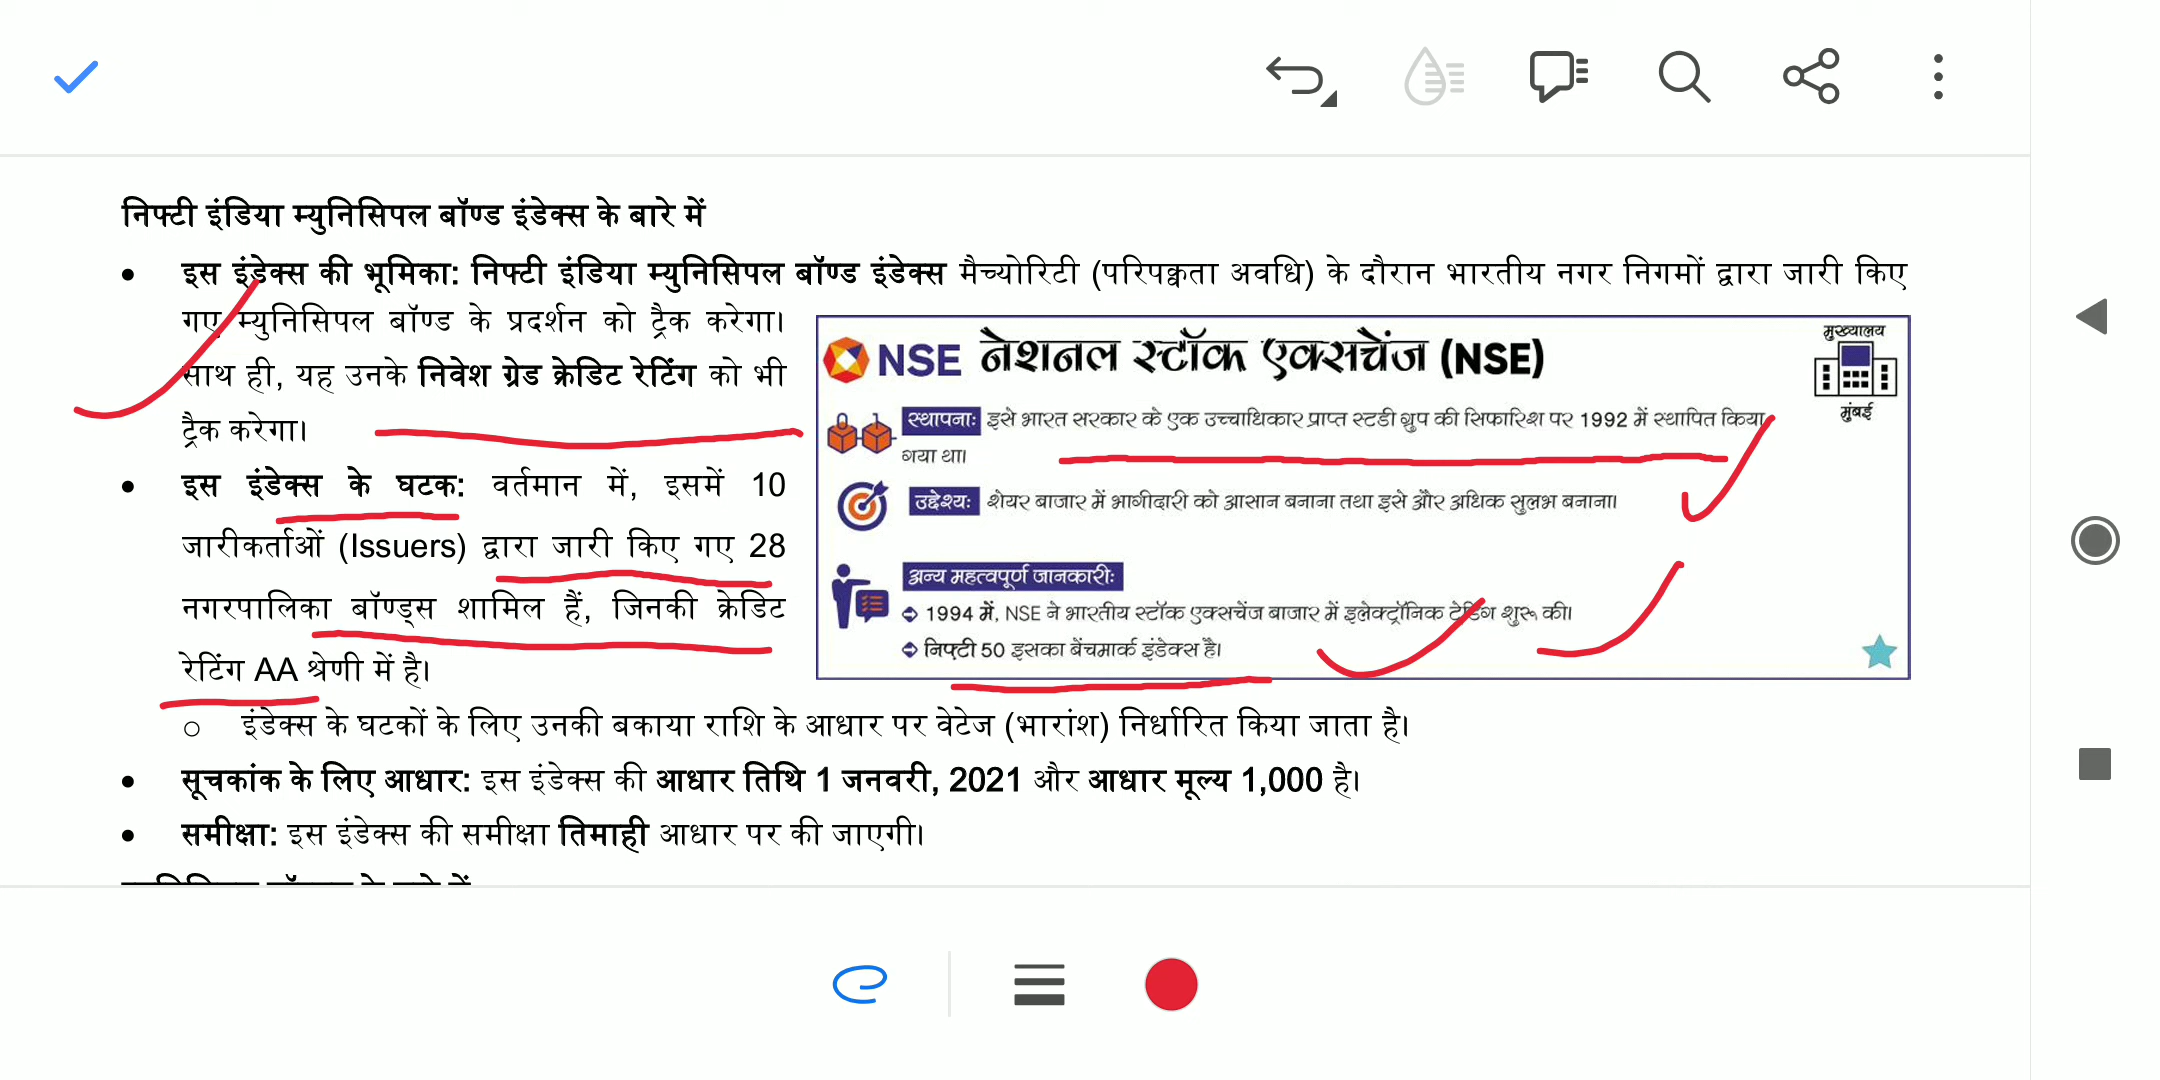 निफ्टी इंडिया म्युनिसिपल बॉण्ड इंडेक्स के बारे में
• इस इंडेक्स की भूमिका: निफ्टी इंडिया म्युनिसिपल बॉण्ड इंडेक्स मैच्योरिटी (परिपक्वता अवधि) के दौरान भारतीय नगर निगमों द्वारा जारी किए
गए म्युनिसिपल बॉण्ड के प्रदर्शन को ट्रैक करेगा।
साथ ही, यह उनके निवेश ग्रेड क्रेडिट रेटिंग को भी
ट्रैक करेगा।
• इस इंडेक्स के घटक: वर्तमान में, इसमें 10
जारीकर्ताओं (Issuers) द्वारा जारी किए गए 28
नगरपालिका बॉण्ड्स शामिल हैं, जिनकी क्रेडिट
रेटिंग AA श्रेणी में है।
NSE नेशनल स्टॉक एक्सचेंज (NSE)
मुख्यालय
मुंबई
स्थापना: इसे भारत सरकार के एक उच्चाधिकार प्राप्त स्टडी ग्रुप की सिफारिश पर 1992 में स्थापित किया
गया था।
उद्देश्य: शेयर बाजार में भागीदारी को आसान बनाना तथा इसे और अधिक सुलभ बनाना।
अन्य महत्वपूर्ण जानकारी:
1994 में, NSE ने भारतीय स्टॉक एक्सचेंज बाजार में इलेक्ट्रॉनिक ट्रेडिंग शुरू की।
निफ्टी 50 इसका बेंचमार्क इंडेक्स है।
○ इंडेक्स के घटकों के लिए उनकी बकाया राशि के आधार पर वेटेज (भारांश) निर्धारित किया जाता है।
• सूचकांक के लिए आधार: इस इंडेक्स की आधार तिथि 1 जनवरी, 2021 और आधार मूल्य 1,000 है।
• समीक्षा: इस इंडेक्स की समीक्षा तिमाही आधार पर की जाएगी।